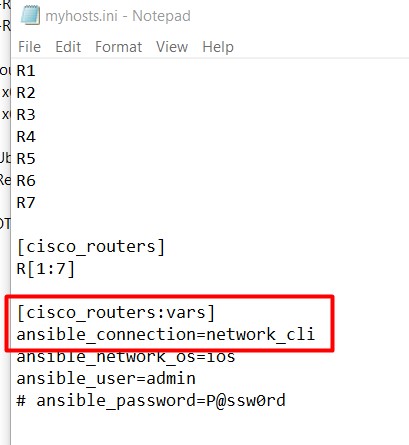 myhosts.ini - Notepad
File Edit Format View Help
R1
R2
R3
R4
R5
R6
R7
[cisco_routers]
R[1:7]
[cisco_routers:vars]
ansible_connection=network_cli
ansible_network_os=ios
ansible_user=admin
# ansible_password=P@ssw0rd